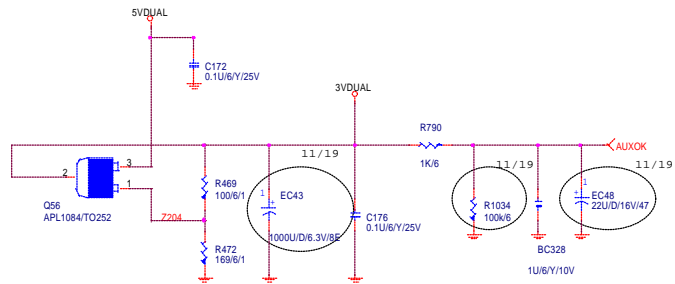 5VDUAL
C172
0.1U/6/Y/25V
3VDUAL
R790
11/19
1K/6
AUXOK
11/19
11/19
3
2
1
Q56
APL1084/TO252
Z204
R469
100/6/1
R472
169/6/1
1
+
EC43
1000U/D/6.3V/8E
C176
0.1U/6/Y/25V
R1034
100k/6
BC328
1U/6/Y/10V
1
+
EC48
22U/D/16V/47